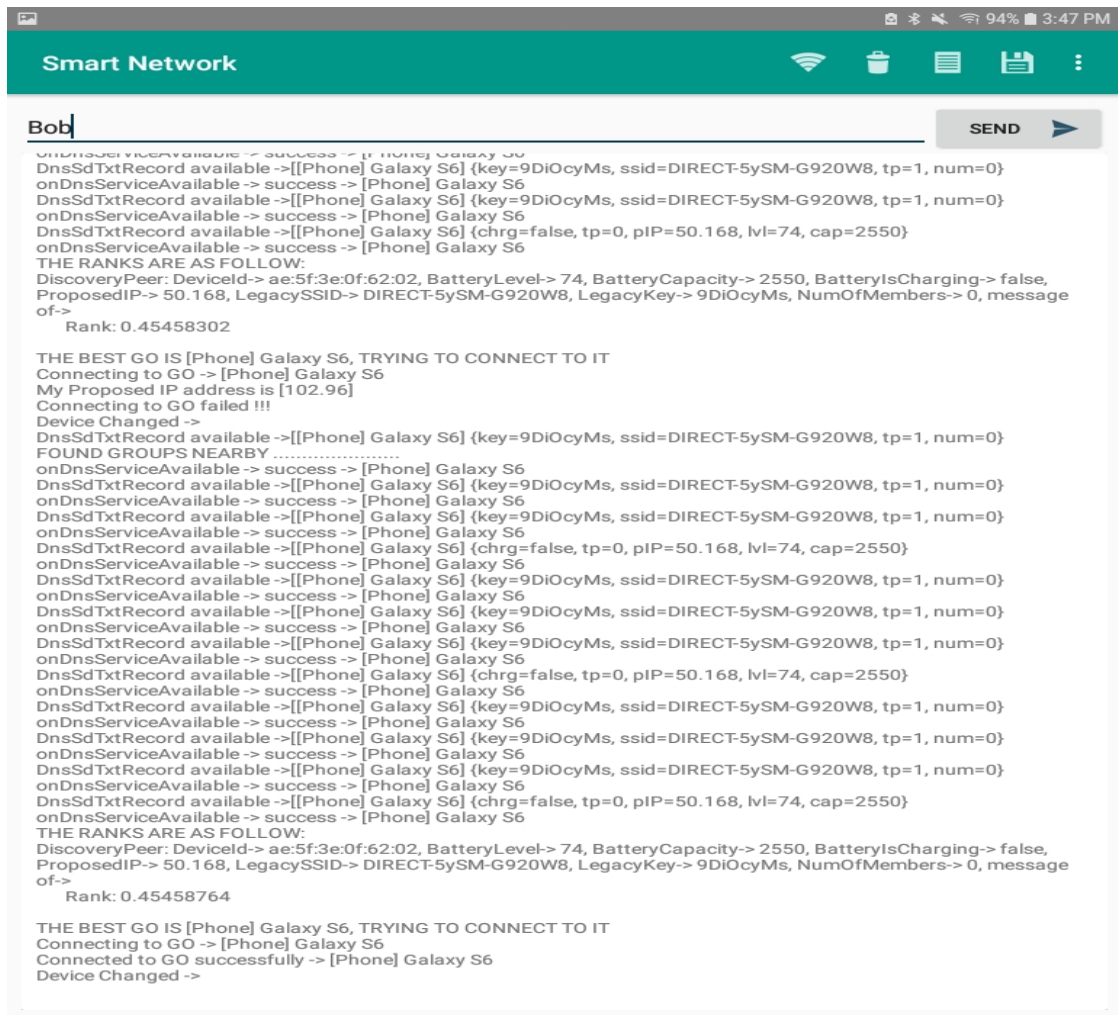 94% 3:47 PM
Smart Network
Bob
SEND
onDnsServiceAvailable -> success -> [Phone] Galaxy S6
DnsSdTxtRecord available ->[[Phone] Galaxy S6] {key=9DiOcyMs, ssid=DIRECT-5ySM-G920W8, tp=1, num=0}
onDnsServiceAvailable -> success -> [Phone] Galaxy S6
DnsSdTxtRecord available ->[[Phone] Galaxy S6] {key=9DiOcyMs, ssid=DIRECT-5ySM-G920W8, tp=1, num=0}
onDnsServiceAvailable -> success -> [Phone] Galaxy S6
DnsSdTxtRecord available ->[[Phone] Galaxy S6] {chrg=false, tp=0, pIP=50.168, lvl=74, cap=2550}
onDnsServiceAvailable -> success -> [Phone] Galaxy S6
THE RANKS ARE AS FOLLOW:
DiscoveryPeer: DeviceId-> ae:5f:3e:0f:62:02, BatteryLevel-> 74, BatteryCapacity-> 2550, BatteryIsCharging-> false,
ProposedIP-> 50.168, LegacySSID-> DIRECT-5ySM-G920W8, LegacyKey-> 9DiOcyMs, NumOfMembers-> 0, message
of->
Rank: 0.45458302
THE BEST GO IS [Phone] Galaxy S6, TRYING TO CONNECT TO IT
Connecting to GO -> [Phone] Galaxy S6
My Proposed IP address is [102.96]
Connecting to GO failed !!!
Device Changed ->
DnsSdTxtRecord available ->[[Phone] Galaxy S6] {key=9DiOcyMs, ssid=DIRECT-5ySM-G920W8, tp=1, num=0}
FOUND GROUPS NEARBY ......................
onDnsServiceAvailable -> success -> [Phone] Galaxy S6
DnsSdTxtRecord available ->[[Phone] Galaxy S6] {key=9DiOcyMs, ssid=DIRECT-5ySM-G920W8, tp=1, num=0}
onDnsServiceAvailable -> success -> [Phone] Galaxy S6
DnsSdTxtRecord available ->[[Phone] Galaxy S6] {key=9DiOcyMs, ssid=DIRECT-5ySM-G920W8, tp=1, num=0}
onDnsServiceAvailable -> success -> [Phone] Galaxy S6
DnsSdTxtRecord available ->[[Phone] Galaxy S6] {chrg=false, tp=0, pIP=50.168, lvl=74, cap=2550}
onDnsServiceAvailable -> success -> [Phone] Galaxy S6
DnsSdTxtRecord available ->[[Phone] Galaxy S6] {key=9DiOcyMs, ssid=DIRECT-5ySM-G920W8, tp=1, num=0}
onDnsServiceAvailable -> success -> [Phone] Galaxy S6
DnsSdTxtRecord available ->[[Phone] Galaxy S6] {key=9DiOcyMs, ssid=DIRECT-5ySM-G920W8, tp=1, num=0}
onDnsServiceAvailable -> success -> [Phone] Galaxy S6
DnsSdTxtRecord available ->[[Phone] Galaxy S6] {key=9DiOcyMs, ssid=DIRECT-5ySM-G920W8, tp=1, num=0}
onDnsServiceAvailable -> success -> [Phone] Galaxy S6
DnsSdTxtRecord available ->[[Phone] Galaxy S6] {chrg=false, tp=0, pIP=50.168, lvl=74, cap=2550}
onDnsServiceAvailable -> success -> [Phone] Galaxy S6
DnsSdTxtRecord available ->[[Phone] Galaxy S6] {key=9DiOcyMs, ssid=DIRECT-5ySM-G920W8, tp=1, num=0}
onDnsServiceAvailable -> success -> [Phone] Galaxy S6
DnsSdTxtRecord available ->[[Phone] Galaxy S6] {key=9DiOcyMs, ssid=DIRECT-5ySM-G920W8, tp=1, num=0}
onDnsServiceAvailable -> success -> [Phone] Galaxy S6
DnsSdTxtRecord available ->[[Phone] Galaxy S6] {key=9DiOcyMs, ssid=DIRECT-5ySM-G920W8, tp=1, num=0}
onDnsServiceAvailable -> success -> [Phone] Galaxy S6
DnsSdTxtRecord available ->[[Phone] Galaxy S6] {chrg=false, tp=0, pIP=50.168, lvl=74, cap=2550}
onDnsServiceAvailable -> success -> [Phone] Galaxy S6
THE RANKS ARE AS FOLLOW:
DiscoveryPeer: DeviceId-> ae:5f:3e:0f:62:02, BatteryLevel-> 74, BatteryCapacity-> 2550, BatteryIsCharging-> false,
ProposedIP-> 50.168, LegacySSID-> DIRECT-5ySM-G920W8, LegacyKey-> 9DiOcyMs, NumOfMembers-> 0, message
of->
Rank: 0.45458764
THE BEST GO IS [Phone] Galaxy S6, TRYING TO CONNECT TO IT
Connecting to GO -> [Phone] Galaxy S6
Connected to GO successfully -> [Phone] Galaxy S6
Device Changed ->